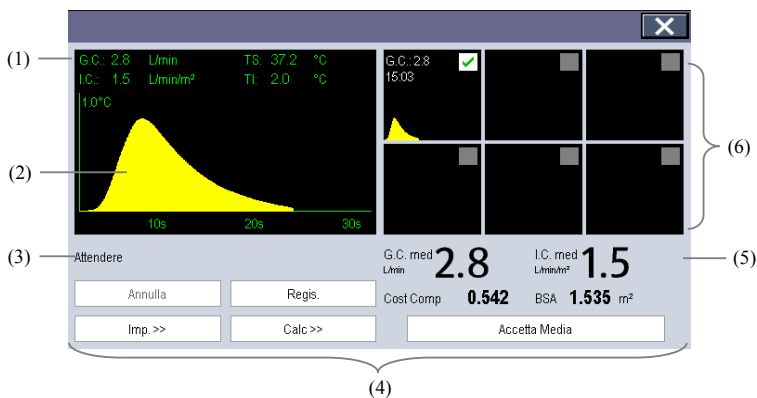 (1)
G.C.: 2.8 L/min TS: 37.2 °C
I.C.: 1.5 L/min/m² TI: 2.0 °C
1.0°C
10s 20s 30s
(2)
G.C.: 2.8
15:03
(6)
(3)
Attendere
Annulla Regis.
Imp. >> Calc >>
G.C. med L/min 2.8 I.C. med L/min/m² 1.5
Cost Comp 0.542 BSA 1.535 m²
Accetta Media
(5)
(4)